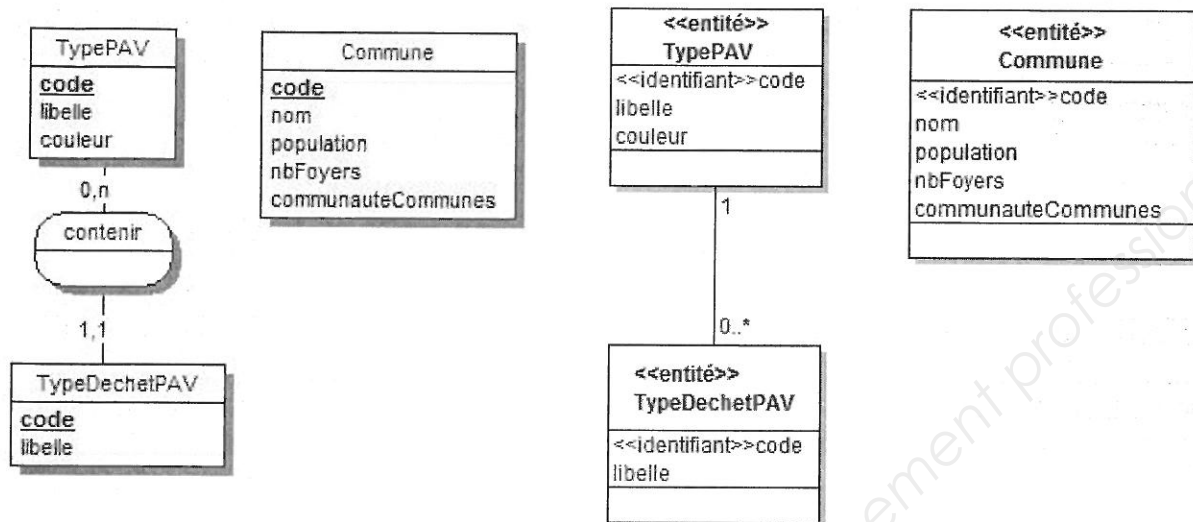 TypePAV
code
libelle
couleur
0,n
contenir
1,1
TypeDechetPAV
code
libelle
Commune
code
nom
population
nbFoyers
communauteCommunes
<<entité>>
TypePAV
<<identifiant>>code
libelle
couleur
1
0..*
<<entité>>
TypeDechetPAV
<<identifiant>>code
libelle
<<entité>>
Commune
<<identifiant>>code
nom
population
nbFoyers
communauteCommunes